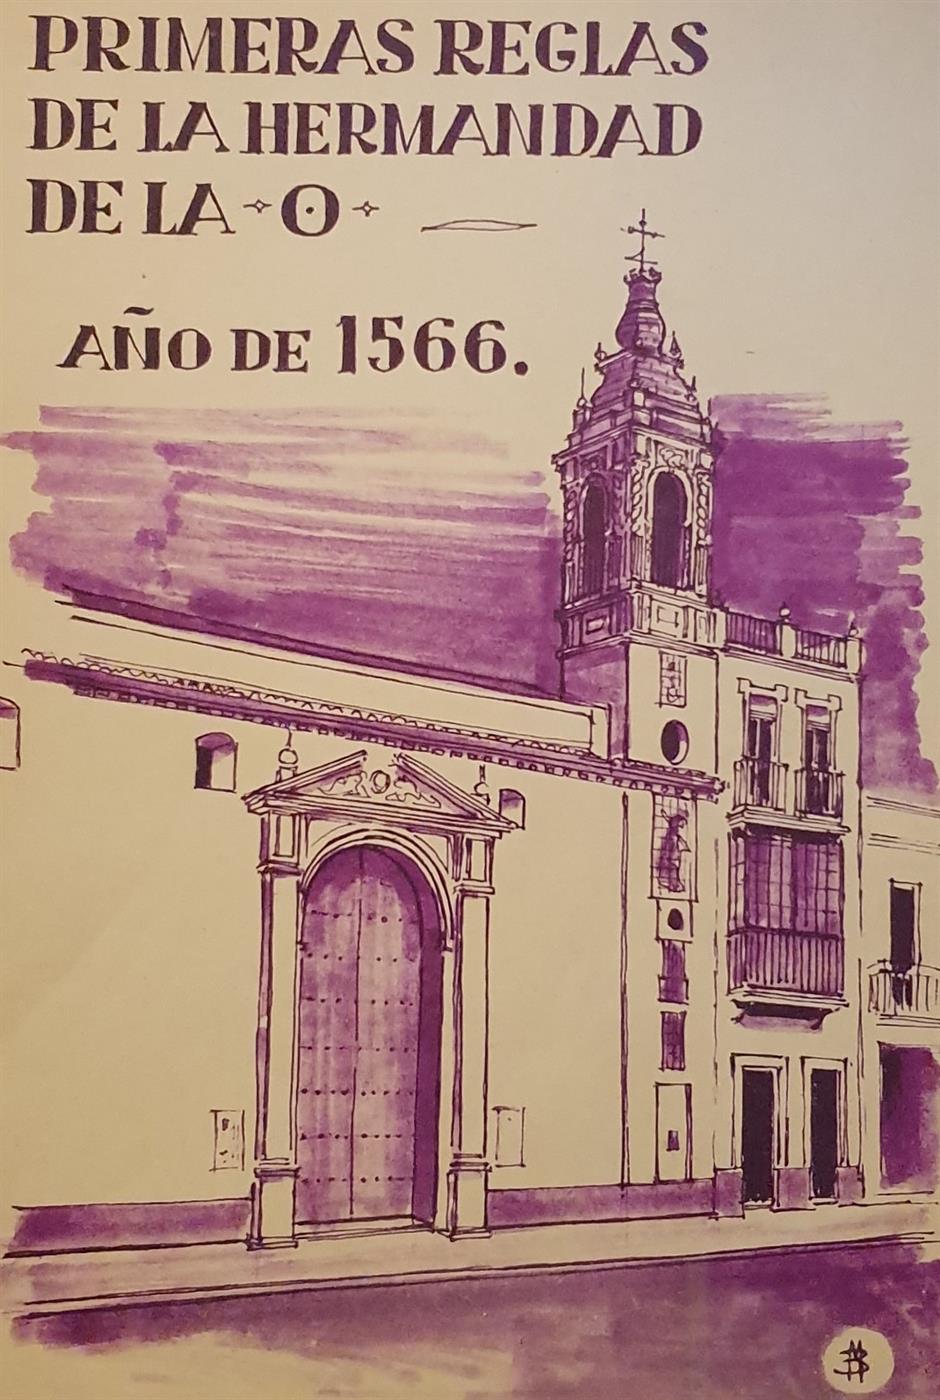 PRIMERAS REGLAS
DE LA HERMANDAD
DE LA O
AÑO DE 1566.